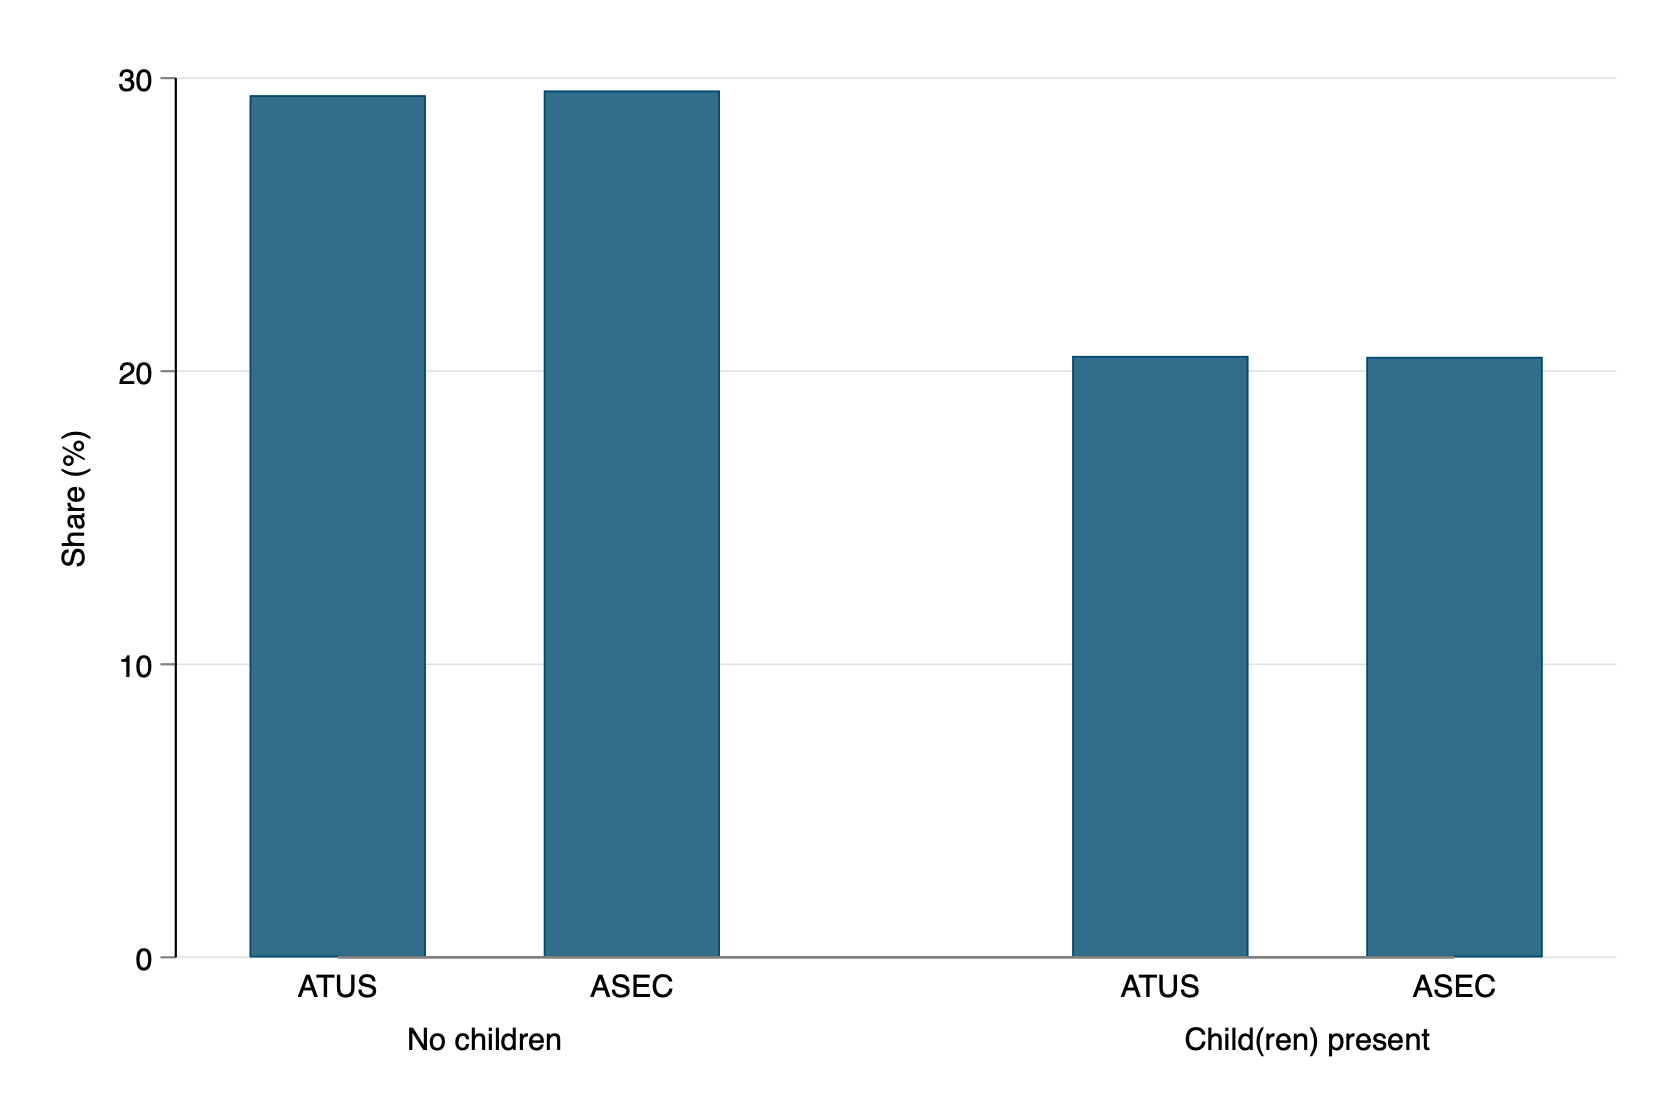 30
20
10
0
Share (%)
ATUS ASEC ATUS ASEC
No children Child(ren) present